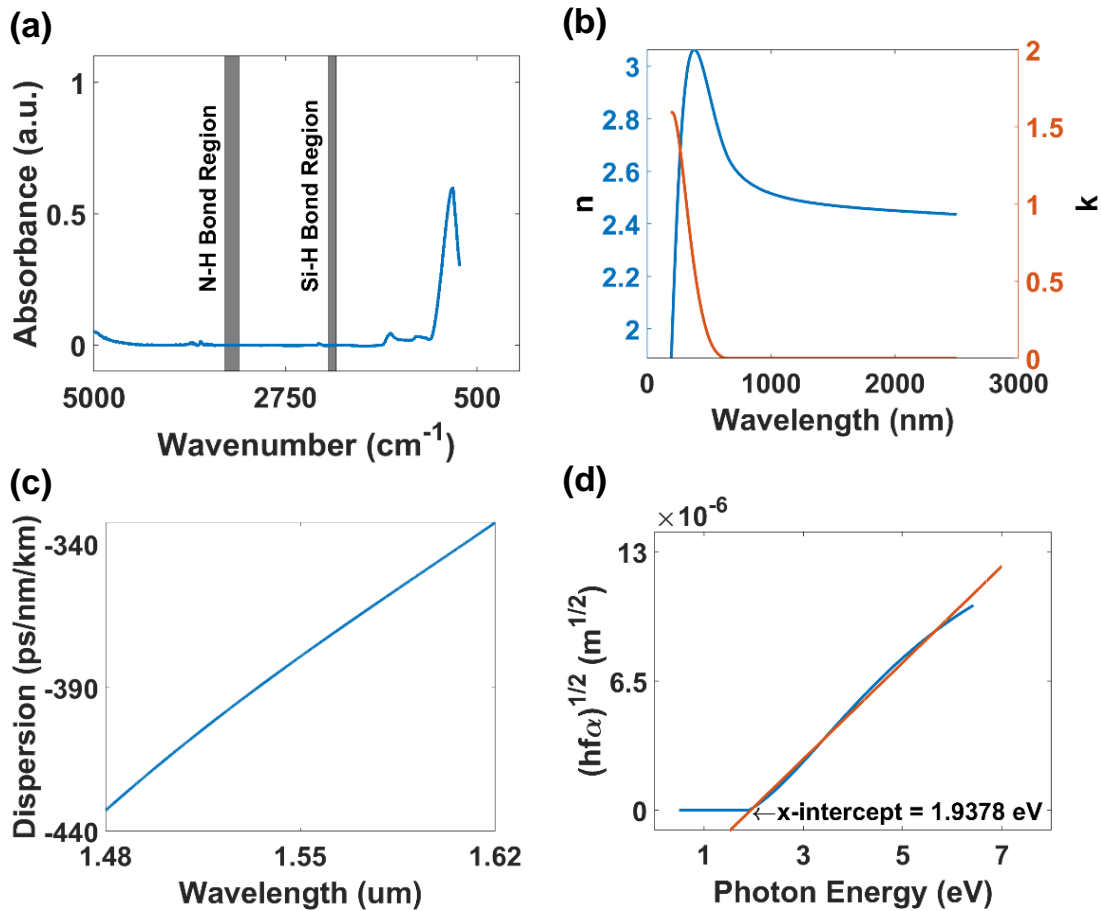 (a)
Absorbance (a.u.)
1
0.5
0
N-H Bond Region
Si-H Bond Region
5000
2750
500
Wavenumber (cm⁻¹)
(b)
n
3
2.8
2.6
2.4
2.2
2
2
1.5
1
0.5
0
k
0
1000
2000
3000
Wavelength (nm)
(c)
Dispersion (ps/nm/km)
-340
-390
-440
1.48
1.55
1.62
Wavelength (um)
(d)
×10⁻⁶
(hfα)^1/2 (m^1/2)
13
6.5
0
←x-intercept = 1.9378 eV
1
3
5
7
Photon Energy (eV)